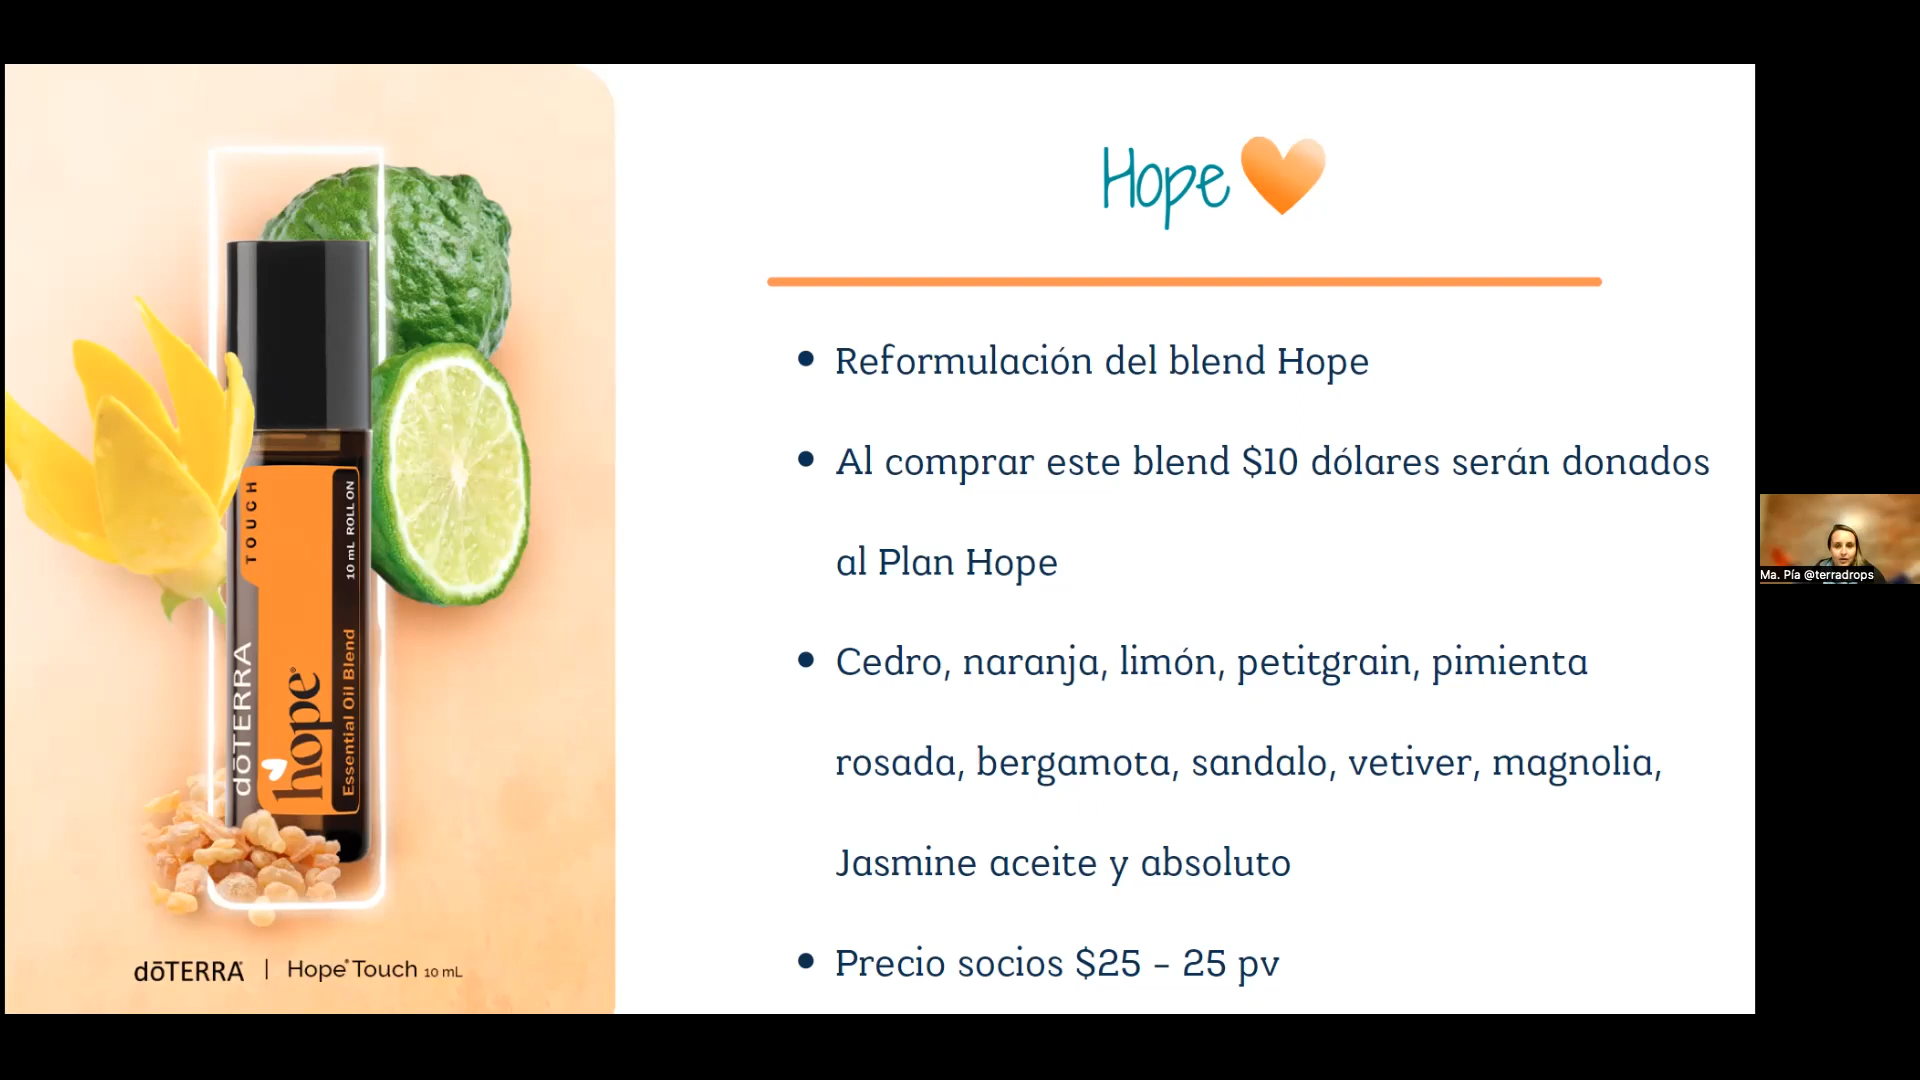 TOUCH
10 mL ROLL ON
dōTERRA
hope®
Essential Oil Blend
dōTERRA | Hope® Touch 10 mL
Hope
• Reformulación del blend Hope
• Al comprar este blend $10 dólares serán donados
al Plan Hope
• Cedro, naranja, limón, petitgrain, pimienta
rosada, bergamota, sandalo, vetiver, magnolia,
Jasmine aceite y absoluto
• Precio socios $25 - 25 pv
Ma. Pía @terradrops